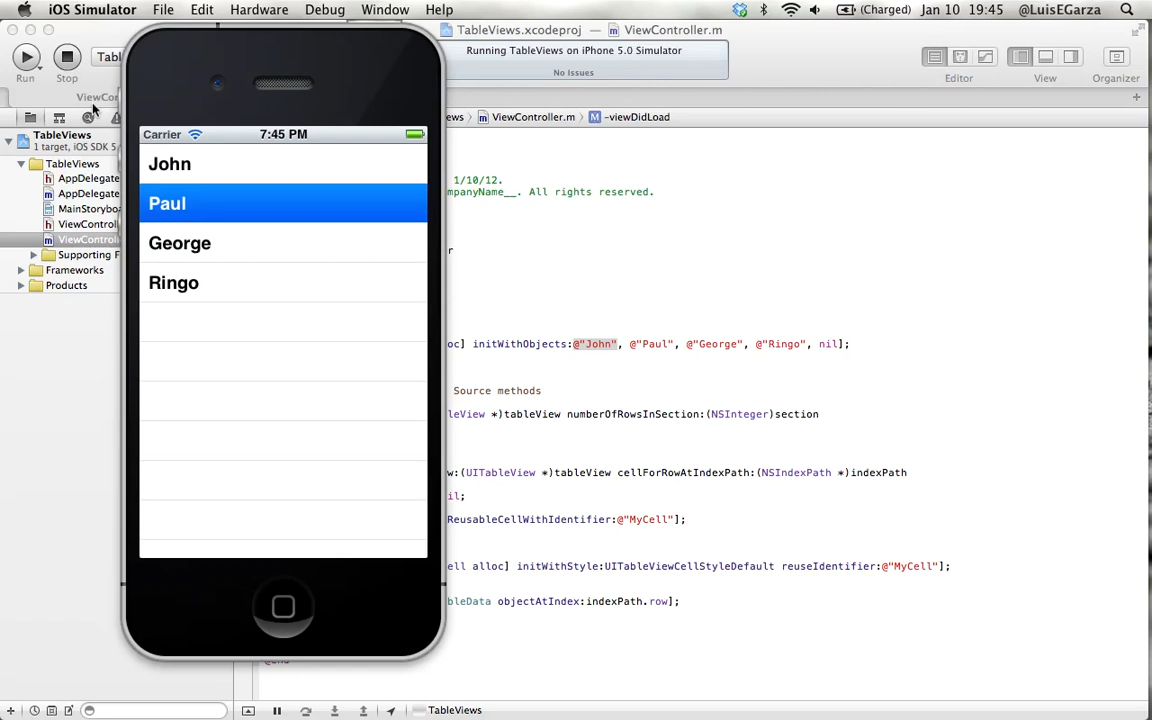 iOS Simulator File Edit Hardware Debug Window Help (Charged) Jan 10 19:45 @LuisEGarza
TableViews.xcodeproj — ViewController.m
Run Stop Tabl Running TableViews on iPhone 5.0 Simulator
No Issues
Editor View Organizer
ViewCon
ews ViewController.m M -viewDidLoad
TableViews
1 target, iOS SDK 5
TableViews
h AppDelegate
m AppDelegate
MainStoryboa
h ViewControll
m ViewControll
Supporting F
Frameworks
Products
Carrier 7:45 PM
John
Paul
George
Ringo
1/10/12.
mpanyName__. All rights reserved.
r
oc] initWithObjects:@"John", @"Paul", @"George", @"Ringo", nil];
Source methods
leView *)tableView numberOfRowsInSection:(NSInteger)section
w:(UITableView *)tableView cellForRowAtIndexPath:(NSIndexPath *)indexPath
il;
ReusableCellWithIdentifier:@"MyCell"];
ell alloc] initWithStyle:UITableViewCellStyleDefault reuseIdentifier:@"MyCell"];
bleData objectAtIndex:indexPath.row];
@end
TableViews